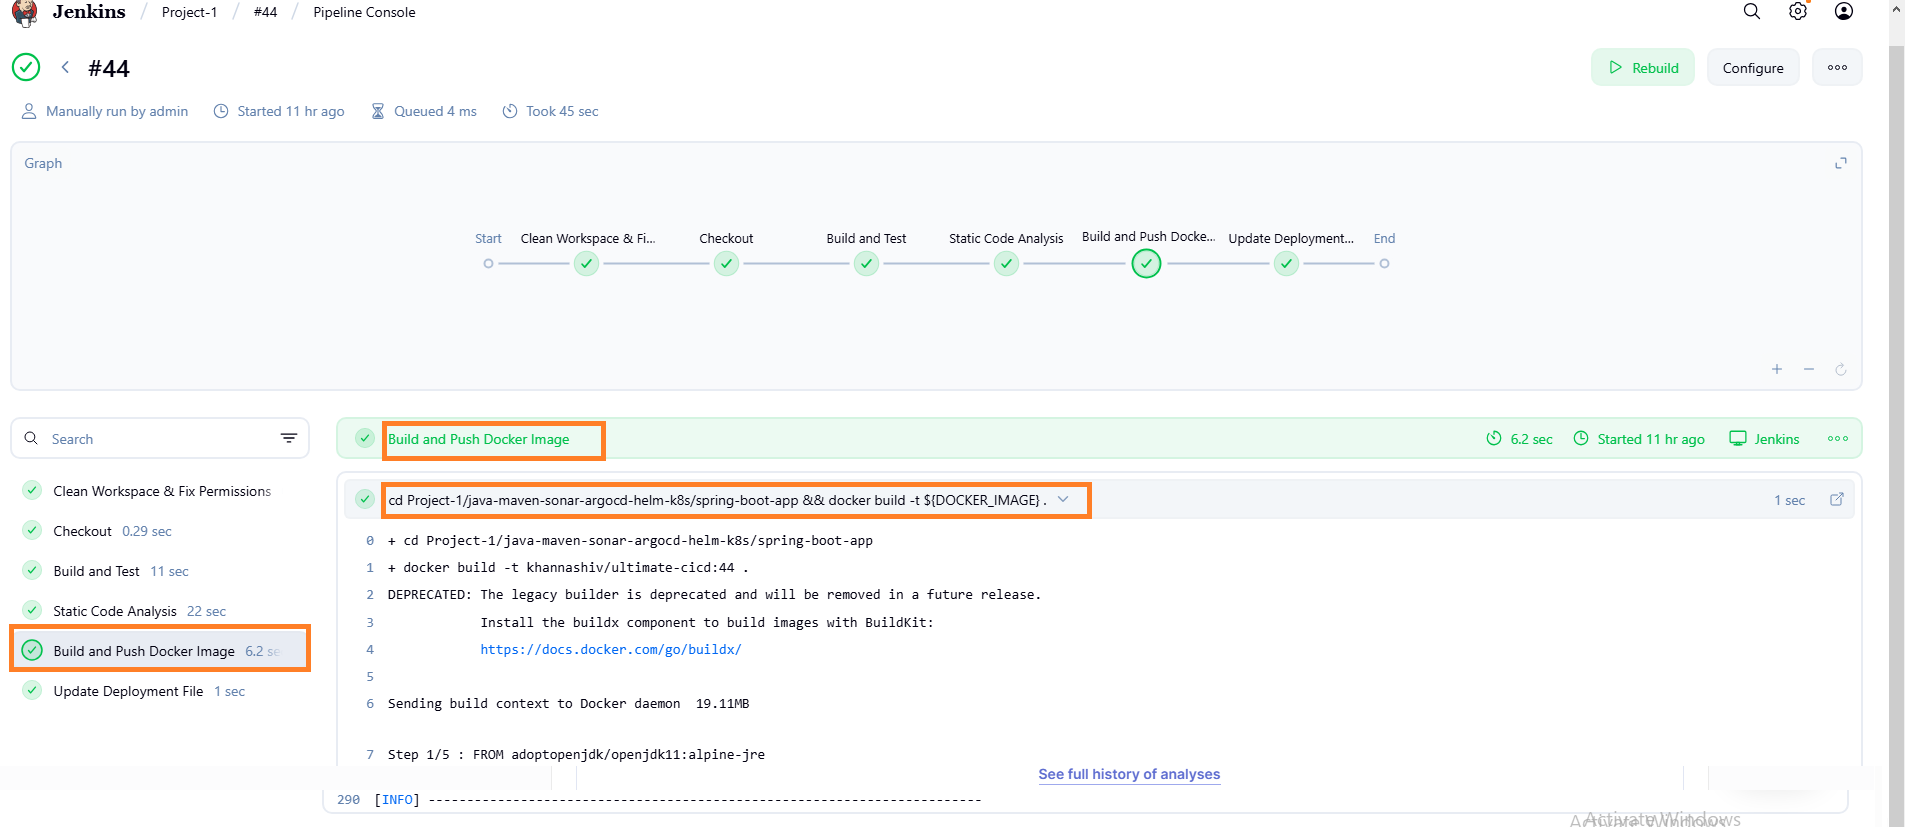 Jenkins / Project-1 / #44 / Pipeline Console
#44
Rebuild
Configure
Manually run by admin Started 11 hr ago Queued 4 ms Took 45 sec
Graph
Start Clean Workspace & Fi... Checkout Build and Test Static Code Analysis Build and Push Docke... Update Deployment... End
Search
Clean Workspace & Fix Permissions
Checkout 0.29 sec
Build and Test 11 sec
Static Code Analysis 22 sec
Build and Push Docker Image 6.2 se
Update Deployment File 1 sec
Build and Push Docker Image 6.2 sec Started 11 hr ago Jenkins
cd Project-1/java-maven-sonar-argocd-helm-k8s/spring-boot-app && docker build -t ${DOCKER_IMAGE} . 1 sec
0 + cd Project-1/java-maven-sonar-argocd-helm-k8s/spring-boot-app
1 + docker build -t khannashiv/ultimate-cicd:44 .
2 DEPRECATED: The legacy builder is deprecated and will be removed in a future release.
3 Install the buildx component to build images with BuildKit:
4 https://docs.docker.com/go/buildx/
5
6 Sending build context to Docker daemon 19.11MB
7 Step 1/5 : FROM adoptopenjdk/openjdk11:alpine-jre
See full history of analyses
290 [INFO] ------------------------------------------------------------------------
Activate Windows